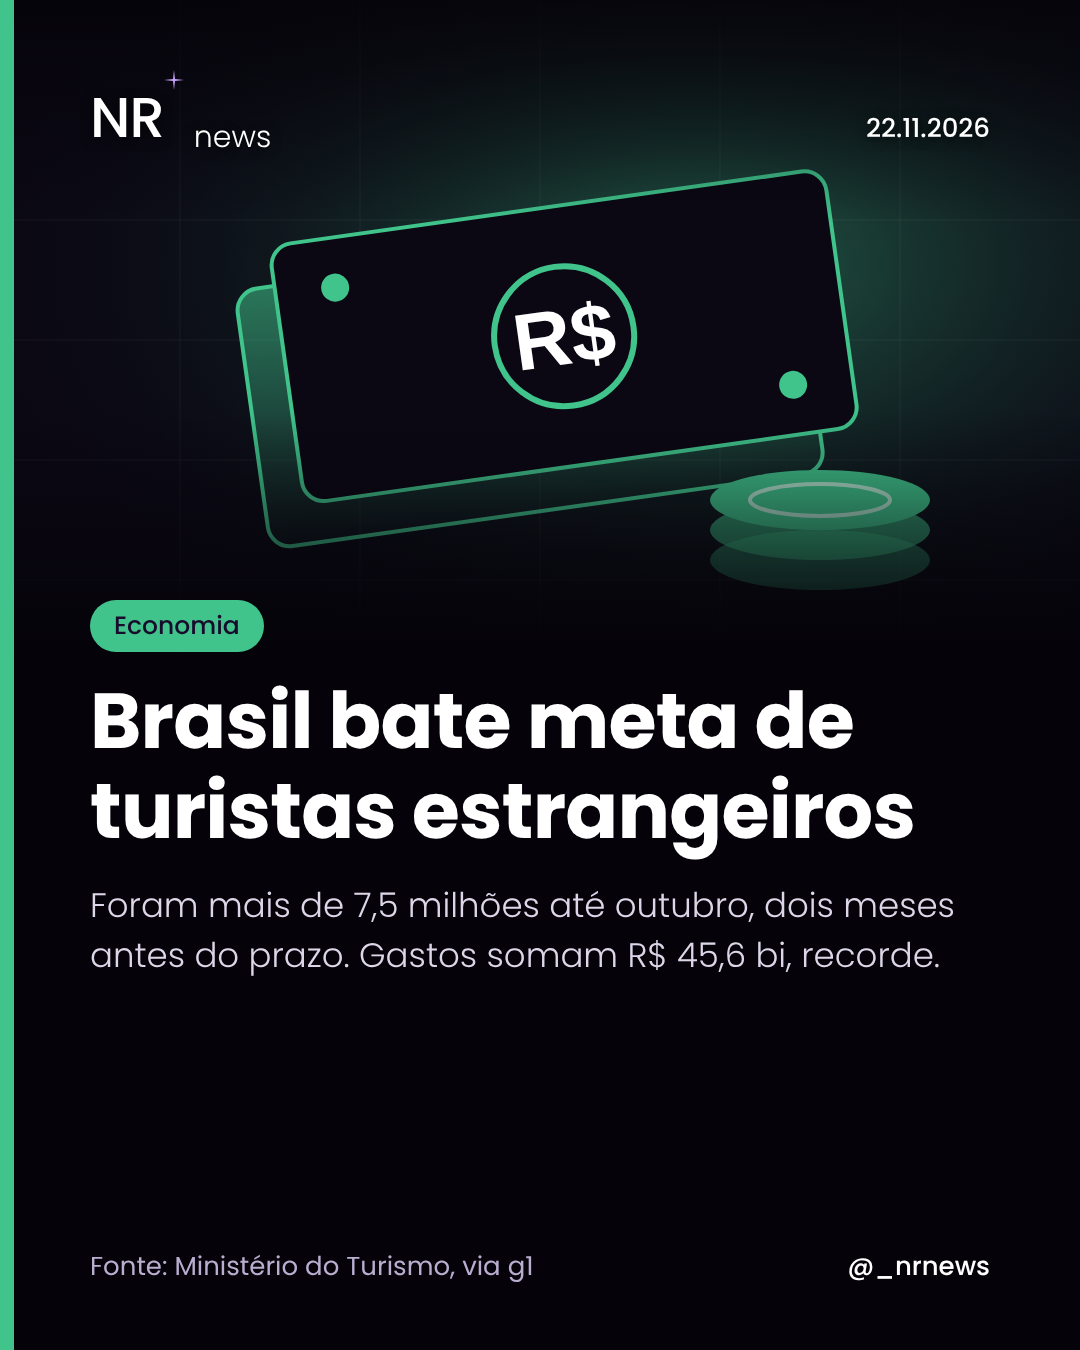 NR news
22.11.2026
R$
Economia
Brasil bate meta de
turistas estrangeiros
Foram mais de 7,5 milhões até outubro, dois meses
antes do prazo. Gastos somam R$ 45,6 bi, recorde.
Fonte: Ministério do Turismo, via g1
@_nrnews